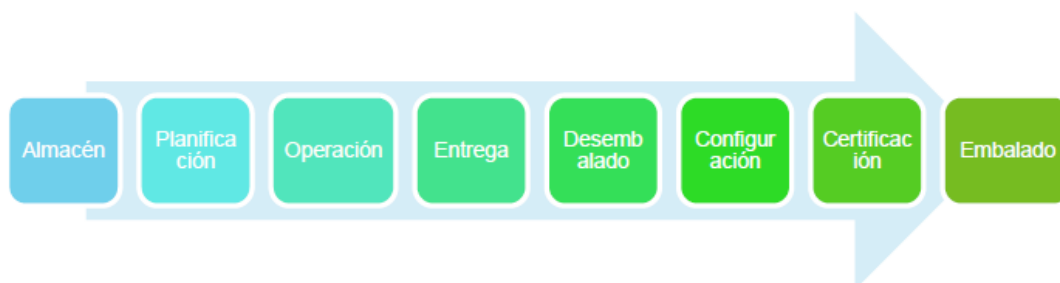 Almacén
Planifica
ción
Operación
Entrega
Desemb
alado
Configur
ación
Certificac
ión
Embalado